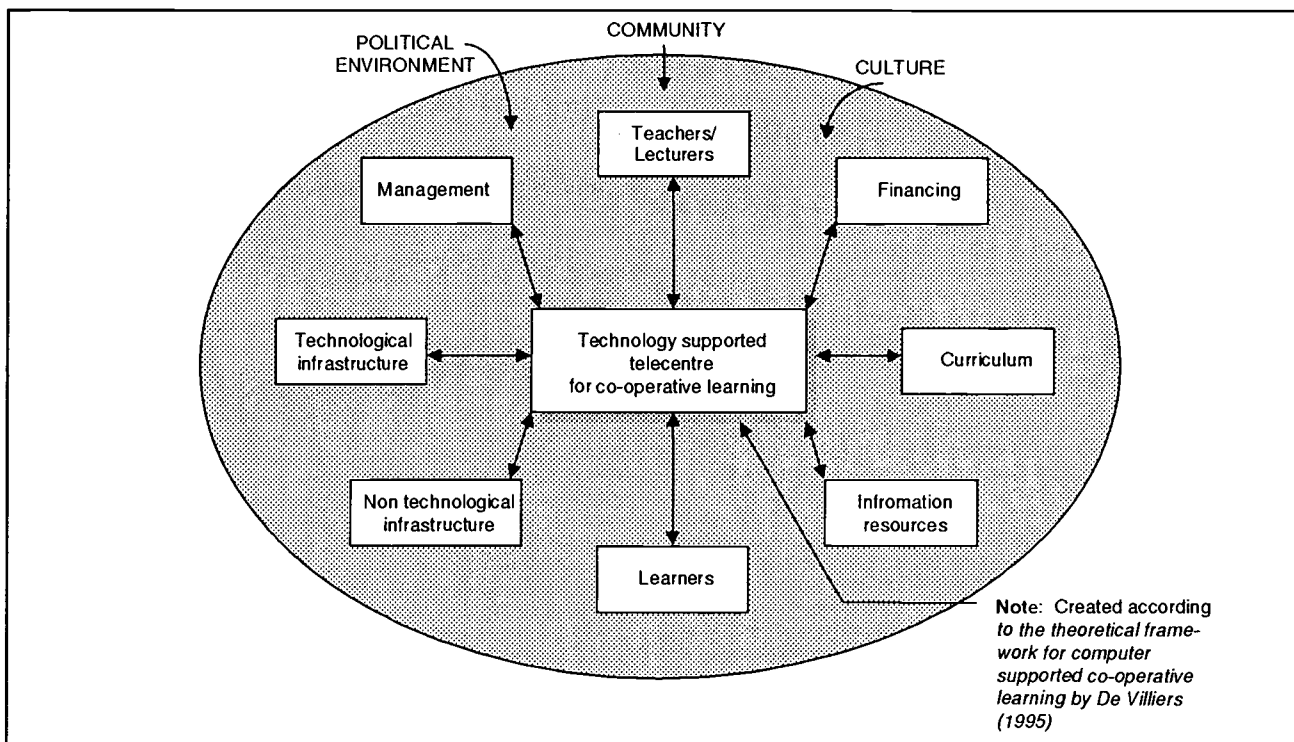 COMMUNITY
POLITICAL
ENVIRONMENT
CULTURE
Teachers/
Lecturers
Management
Financing
Technological
infrastructure
Technology supported
telecentre
for co-operative learning
Curriculum
Non technological
infrastructure
Infromation
resources
Learners
Note: Created according
to the theoretical frame-
work for computer
supported co-operative
learning by De Villiers
(1995)